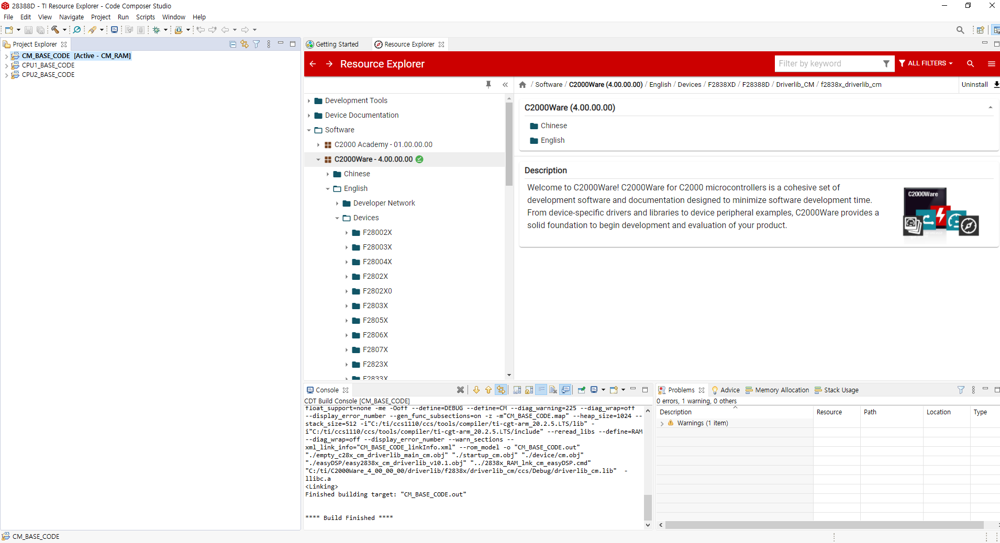 28388D - TI Resource Explorer - Code Composer Studio
File Edit View Navigate Project Run Scripts Window Help
Project Explorer
CM_BASE_CODE [Active - CM_RAM]
CPU1_BASE_CODE
CPU2_BASE_CODE
Getting Started Resource Explorer
Resource Explorer
Filter by keyword
ALL FILTERS
/ Software / C2000Ware (4.00.00.00) / English / Devices / F2838XD / F28388D / Driverlib_CM / f2838x_driverlib_cm
Uninstall
Development Tools
Device Documentation
Software
C2000 Academy - 01.00.00.00
C2000Ware - 4.00.00.00
Chinese
English
Developer Network
Devices
F28002X
F28003X
F28004X
F2802X
F2802X0
F2803X
F2805X
F2806X
F2807X
F2823X
F2833X
C2000Ware (4.00.00.00)
Chinese
English
Description
Welcome to C2000Ware! C2000Ware for C2000 microcontrollers is a cohesive set of
development software and documentation designed to minimize software development time.
From device-specific drivers and libraries to device peripheral examples, C2000Ware provides a
solid foundation to begin development and evaluation of your product.
C2000Ware
Console
CDT Build Console [CM_BASE_CODE]
float_support=none -me -Ooff --define=DEBUG --define=CM --diag_warning=225 --diag_wrap=off
--display_error_number --gen_func_subsections=on -z -m"CM_BASE_CODE.map" --heap_size=1024 --
stack_size=512 -i"C:/ti/ccs1110/ccs/tools/compiler/ti-cgt-arm_20.2.5.LTS/lib" -
i"C:/ti/ccs1110/ccs/tools/compiler/ti-cgt-arm_20.2.5.LTS/include" --reread_libs --define=RAM
--diag_wrap=off --display_error_number --warn_sections --
xml_link_info="CM_BASE_CODE_linkInfo.xml" --rom_model -o "CM_BASE_CODE.out"
"./empty_c28x_cm_driverlib_main_cm.obj" "./startup_cm.obj" "./device/cm.obj"
"./easyDSP/easy2838x_cm_driverlib_v10.1.obj" "../2838x_RAM_lnk_cm_easyDSP.cmd"
"C:/ti/C2000Ware_4_00_00_00/driverlib/f2838x/driverlib_cm/ccs/Debug/driverlib_cm.lib" -
llibc.a
<Linking>
Finished building target: "CM_BASE_CODE.out"
**** Build Finished ****
Problems Advice Memory Allocation Stack Usage
0 errors, 1 warning, 0 others
Description Resource Path Location Type
Warnings (1 item)
CM_BASE_CODE